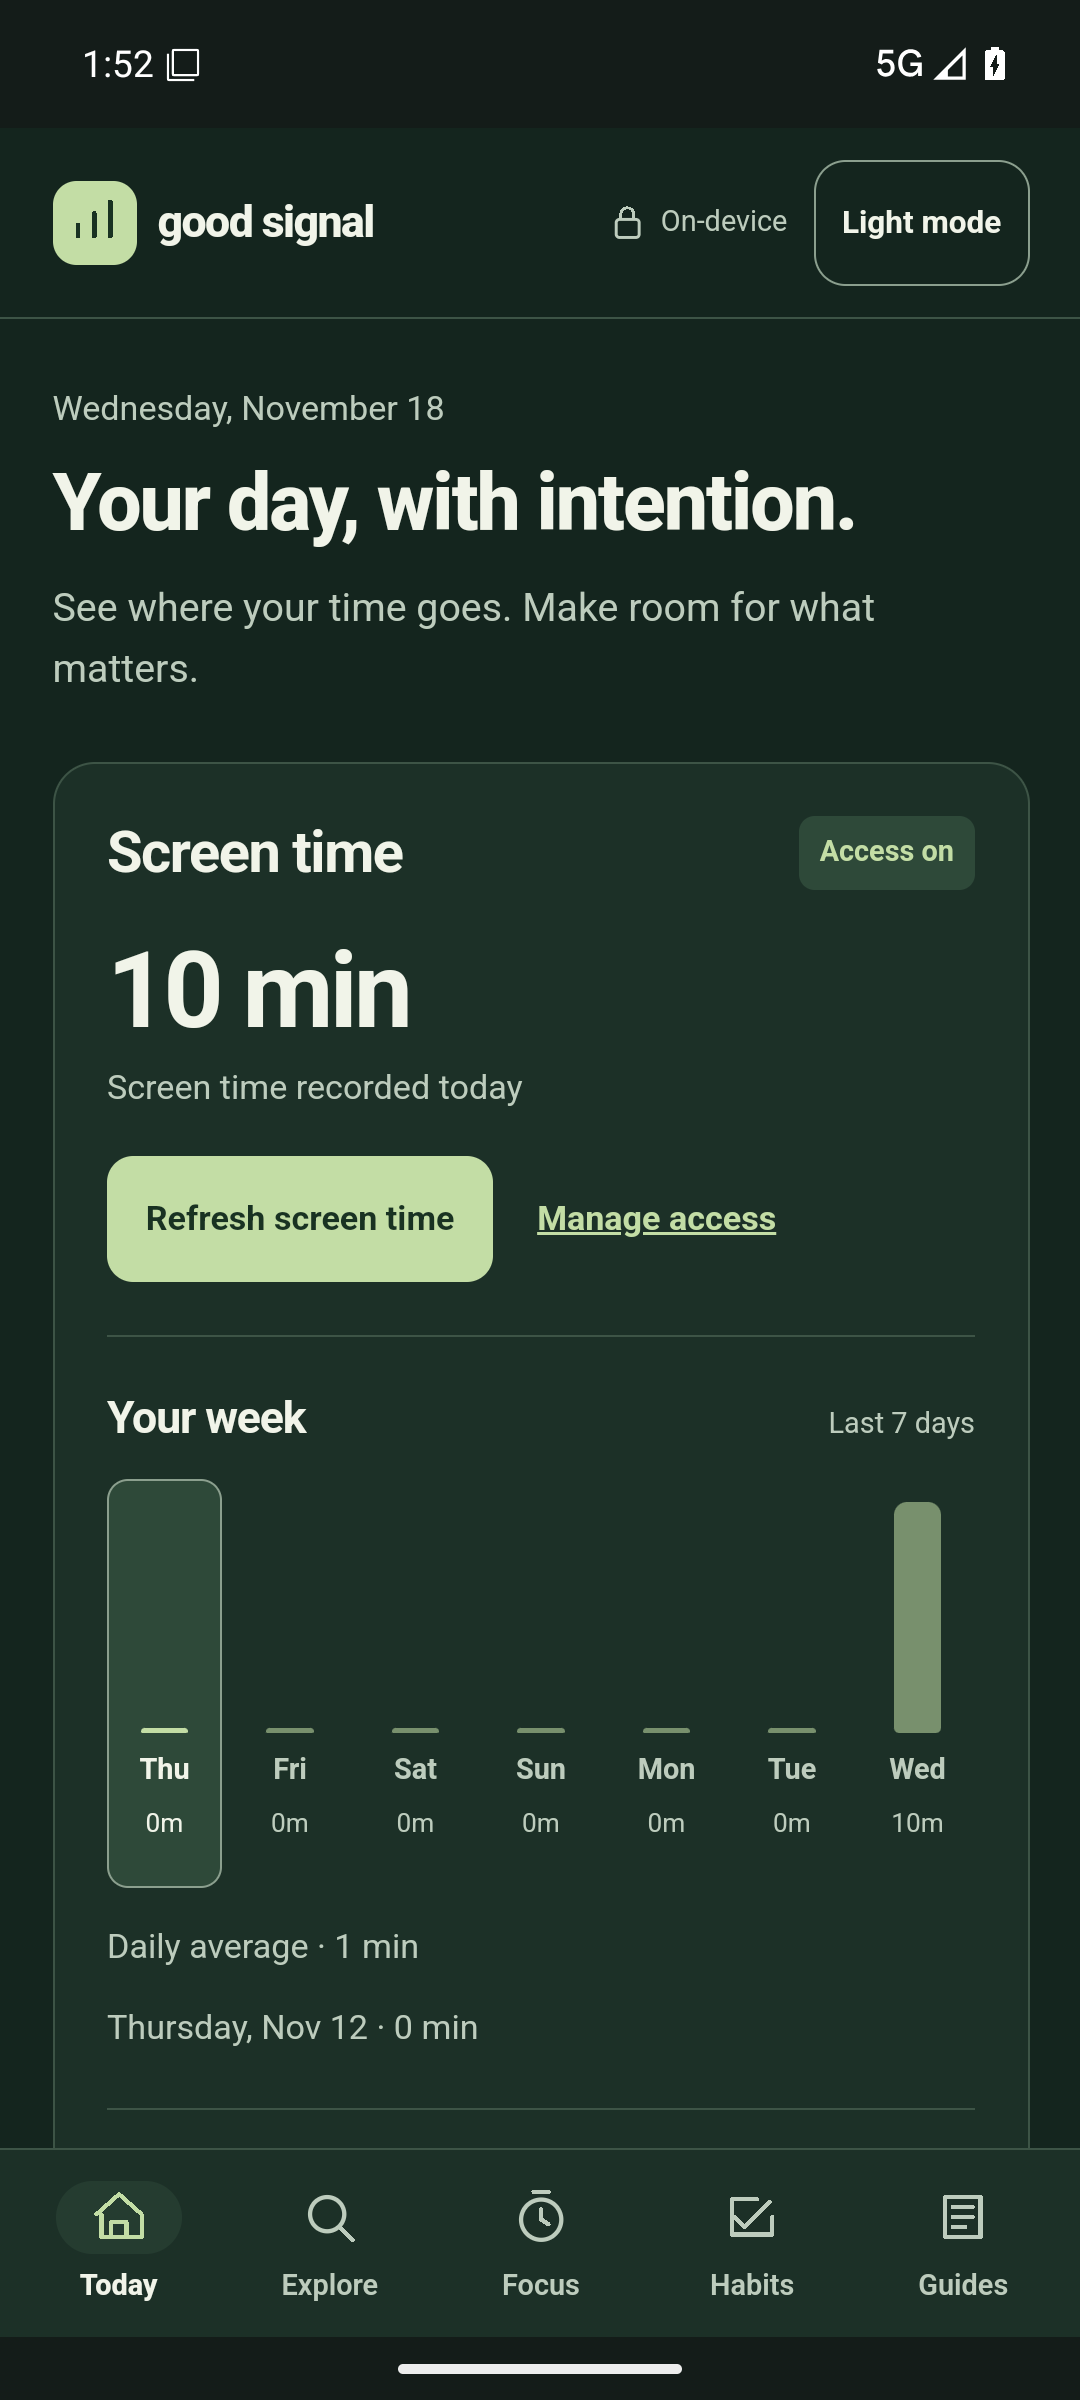 1:52
5G
good signal
On-device
Light mode
Wednesday, November 18
Your day, with intention.
See where your time goes. Make room for what
matters.
Screen time
Access on
10 min
Screen time recorded today
Refresh screen time
Manage access
Your week
Last 7 days
Thu Fri Sat Sun Mon Tue Wed
0m 0m 0m 0m 0m 0m 10m
Daily average · 1 min
Thursday, Nov 12 · 0 min
Today Explore Focus Habits Guides